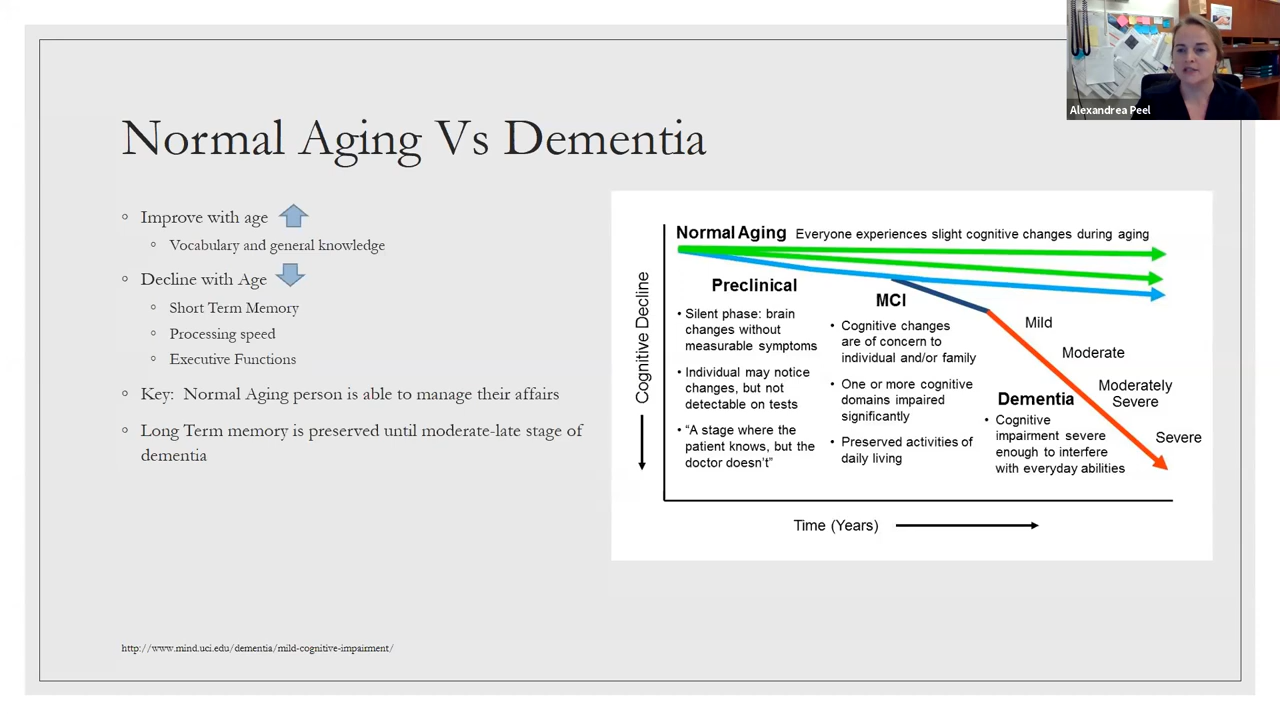 Alexandrea Peel
Normal Aging Vs Dementia
Improve with age
Vocabulary and general knowledge
Decline with Age
Short Term Memory
Processing speed
Executive Functions
Key: Normal Aging person is able to manage their affairs
Long Term memory is preserved until moderate-late stage of
dementia
Normal Aging Everyone experiences slight cognitive changes during aging
Cognitive Decline
Preclinical
• Silent phase: brain
changes without
measurable symptoms
• Individual may notice
changes, but not
detectable on tests
• “A stage where the
patient knows, but the
doctor doesn’t”
MCI
• Cognitive changes
are of concern to
individual and/or family
• One or more cognitive
domains impaired
significantly
• Preserved activities of
daily living
Mild
Moderate
Moderately
Severe
Severe
Dementia
• Cognitive
impairment severe
enough to interfere
with everyday abilities
Time (Years)
http://www.mind.uci.edu/dementia/mild-cognitive-impairment/